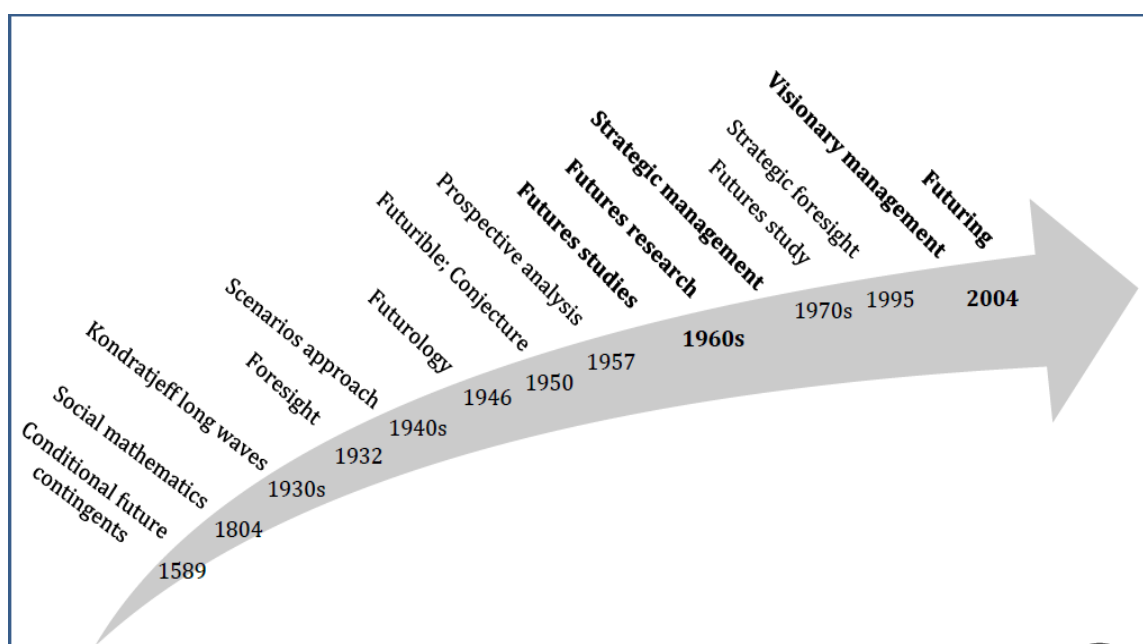 Conditional future
contingents
1589
Social mathematics
1804
Kondratjeff long waves
1930s
Foresight
1932
Scenarios approach
1940s
Futurology
1946
Futurible; Conjecture
1950
Prospective analysis
1957
Futures studies
Futures research
Strategic management
1960s
Futures study
Strategic foresight
1970s
Visionary management
1995
Futuring
2004